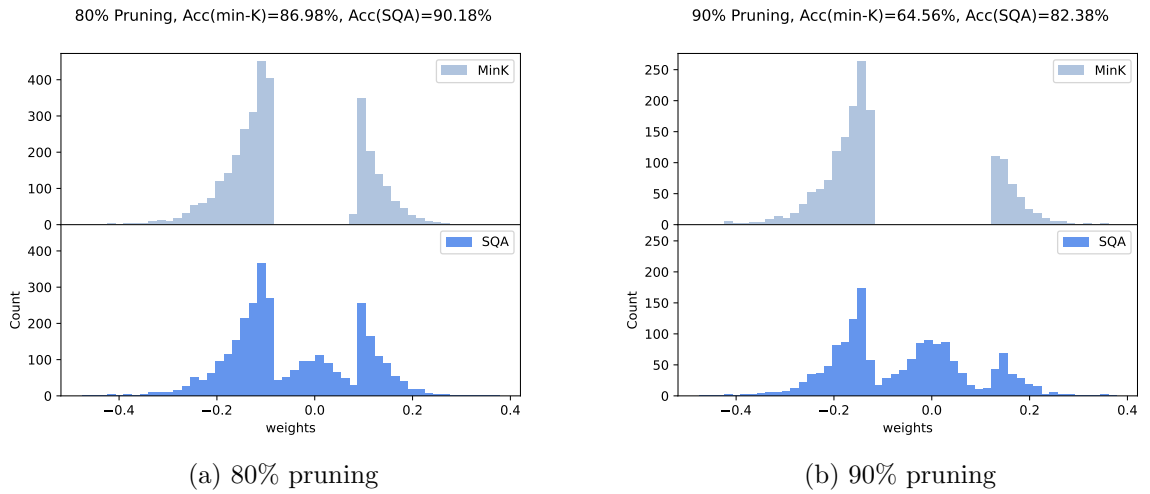 80% Pruning, Acc(min-K)=86.98%, Acc(SQA)=90.18%
MinK
400
300
200
100
0
SQA
400
300
200
100
0
Count
−0.4 −0.2 0.0 0.2 0.4
weights
(a) 80% pruning
90% Pruning, Acc(min-K)=64.56%, Acc(SQA)=82.38%
MinK
250
200
150
100
50
0
SQA
250
200
150
100
50
0
Count
−0.4 −0.2 0.0 0.2 0.4
weights
(b) 90% pruning